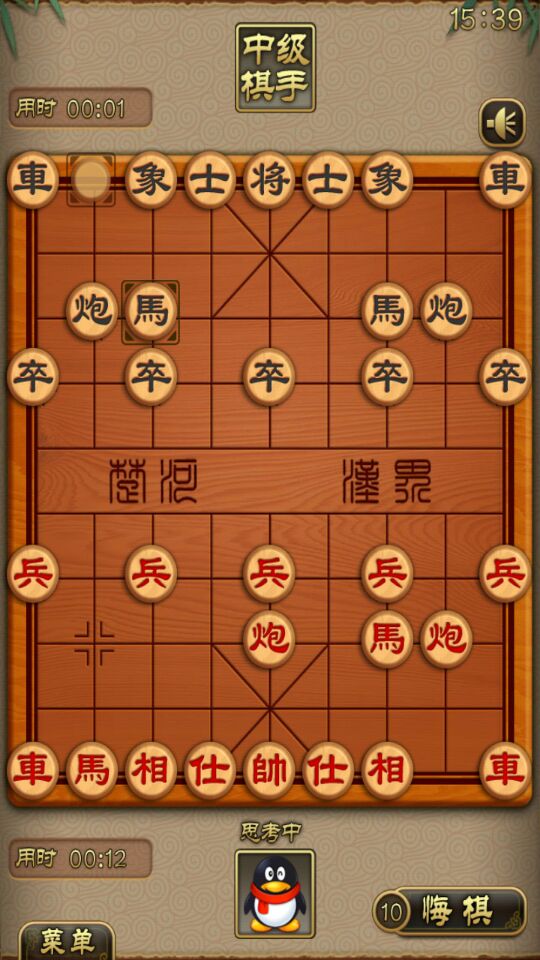 15:39
中级
棋手
用时 00:01
車 象 士 将 士 象 車
炮 馬 馬 炮
卒 卒 卒 卒 卒
楚河 漢界
兵 兵 兵 兵 兵
炮 馬 炮
車 馬 相 仕 帥 仕 相 車
思考中
用时 00:12
10 悔棋
菜单